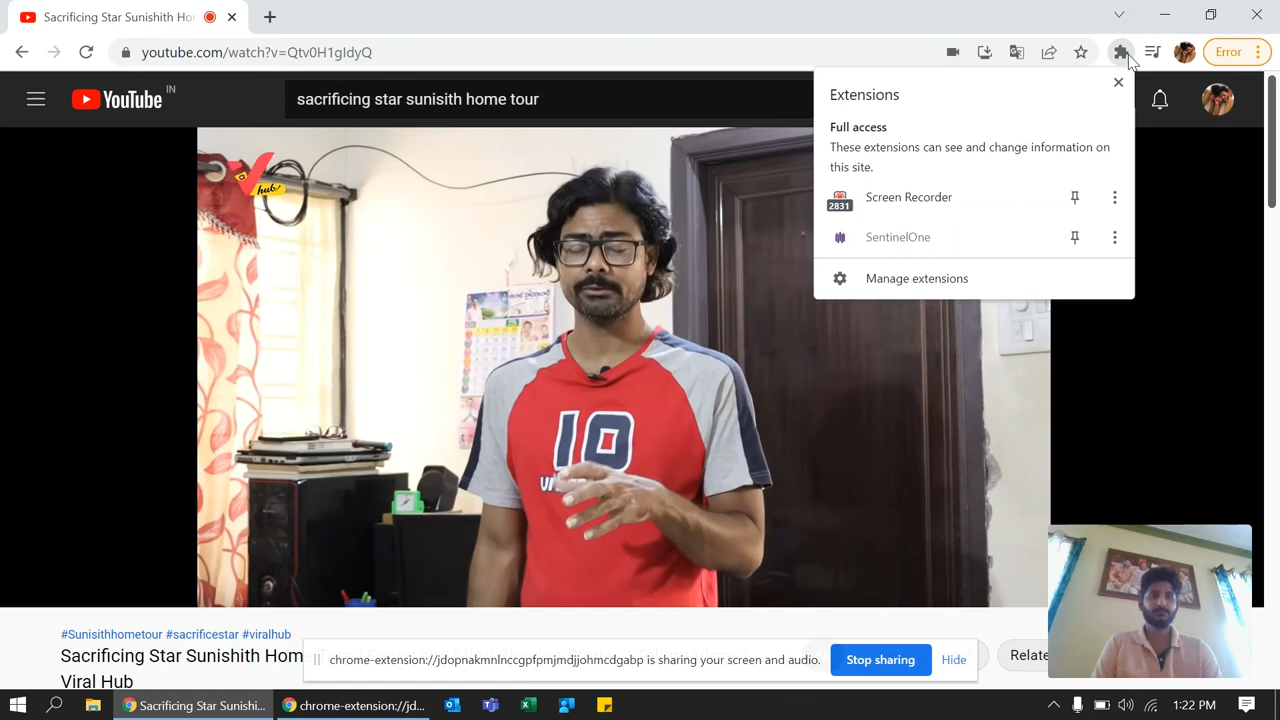 Sacrificing Star Sunishith Ho
youtube.com/watch?v=Qtv0H1gIdyQ
Error
YouTube IN
sacrificing star sunisith home tour
Extensions
Full access
These extensions can see and change information on
this site.
2831 Screen Recorder
SentinelOne
Manage extensions
hub
10
#Sunisithhometour #sacrificestar #viralhub
Sacrificing Star Sunishith Hom
Viral Hub
chrome-extension://jdopnakmnlnccgpfpmjmdjjohmcdgabp is sharing your screen and audio.
Stop sharing
Hide
Relate
Sacrificing Star Sunishi...
chrome-extension://jd...
1:22 PM